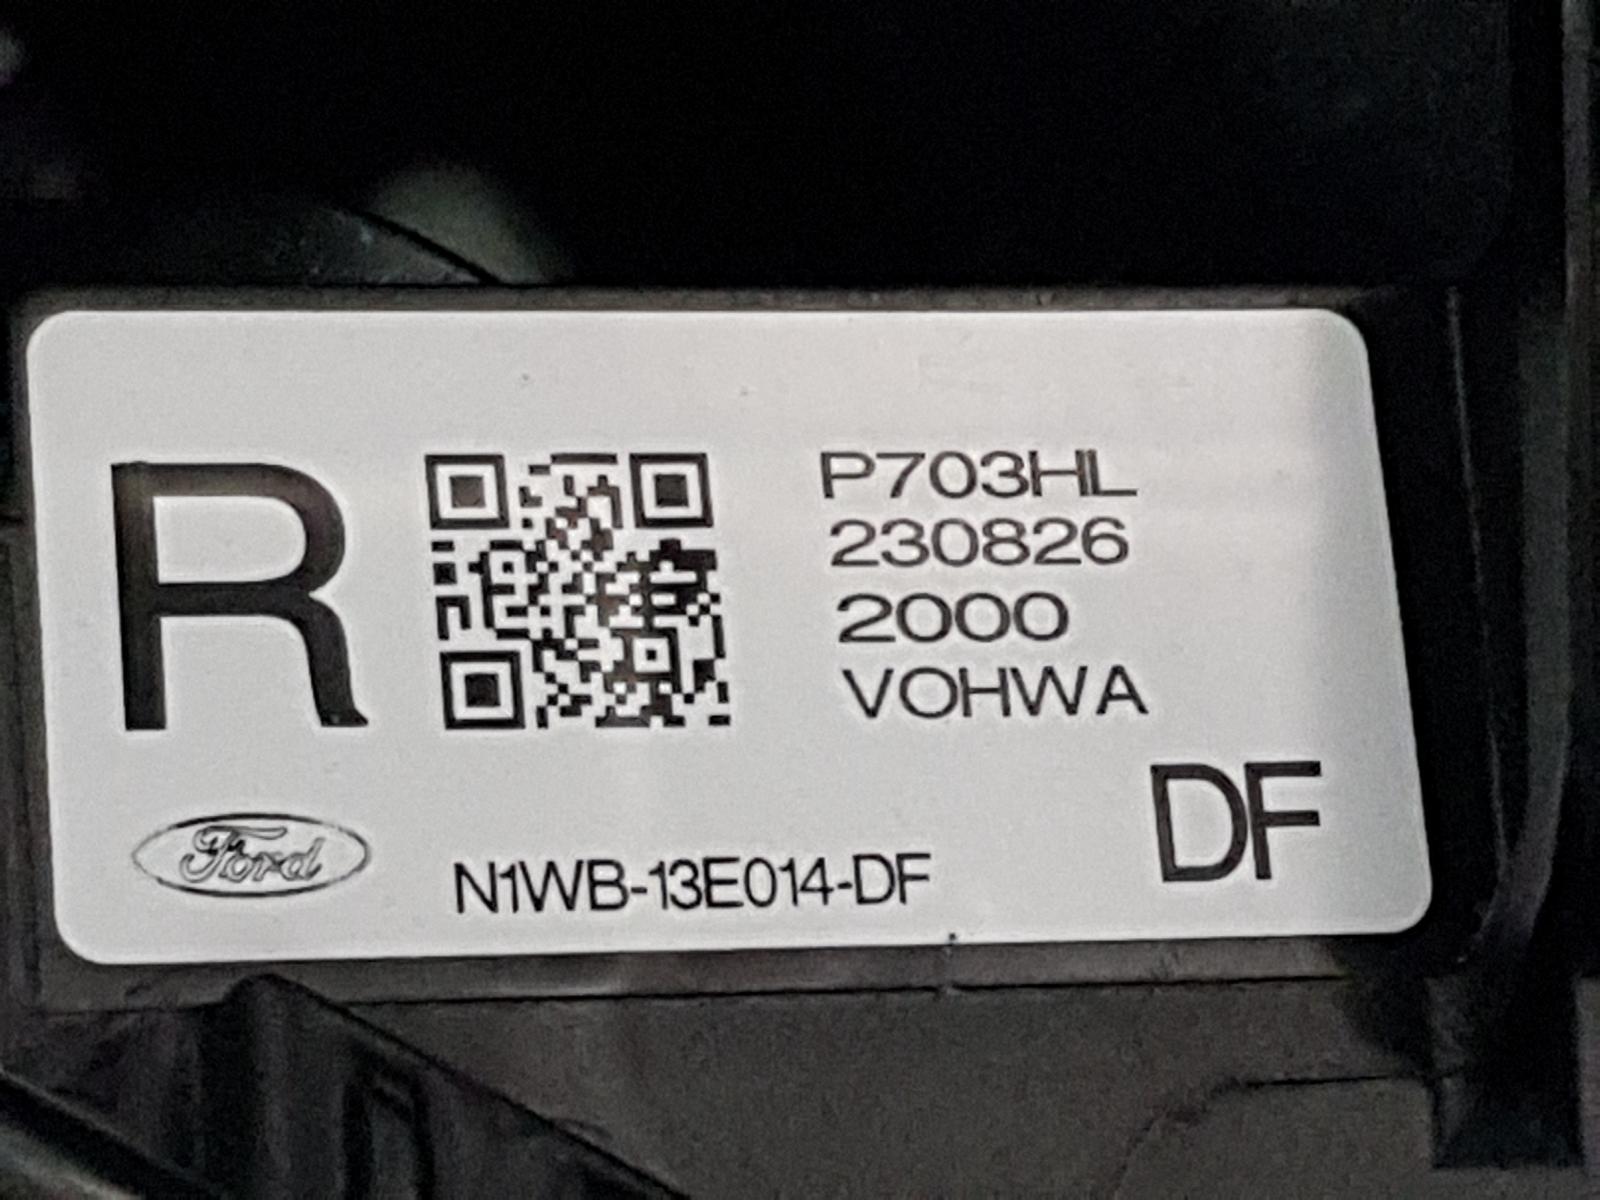 R
P703HL
230826
2000
VOHWA
DF
Ford
N1WB-13E014-DF